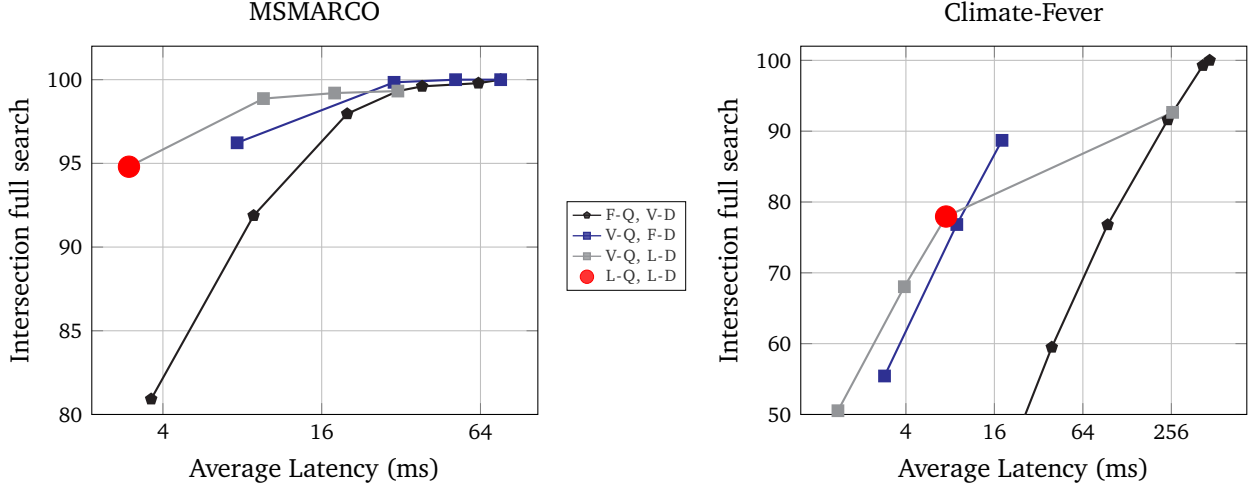 MSMARCO
100
95
90
85
80
4
16
64
Intersection full search
Average Latency (ms)
F-Q, V-D
V-Q, F-D
V-Q, L-D
L-Q, L-D
Climate-Fever
100
90
80
70
60
50
4
16
64
256
Intersection full search
Average Latency (ms)